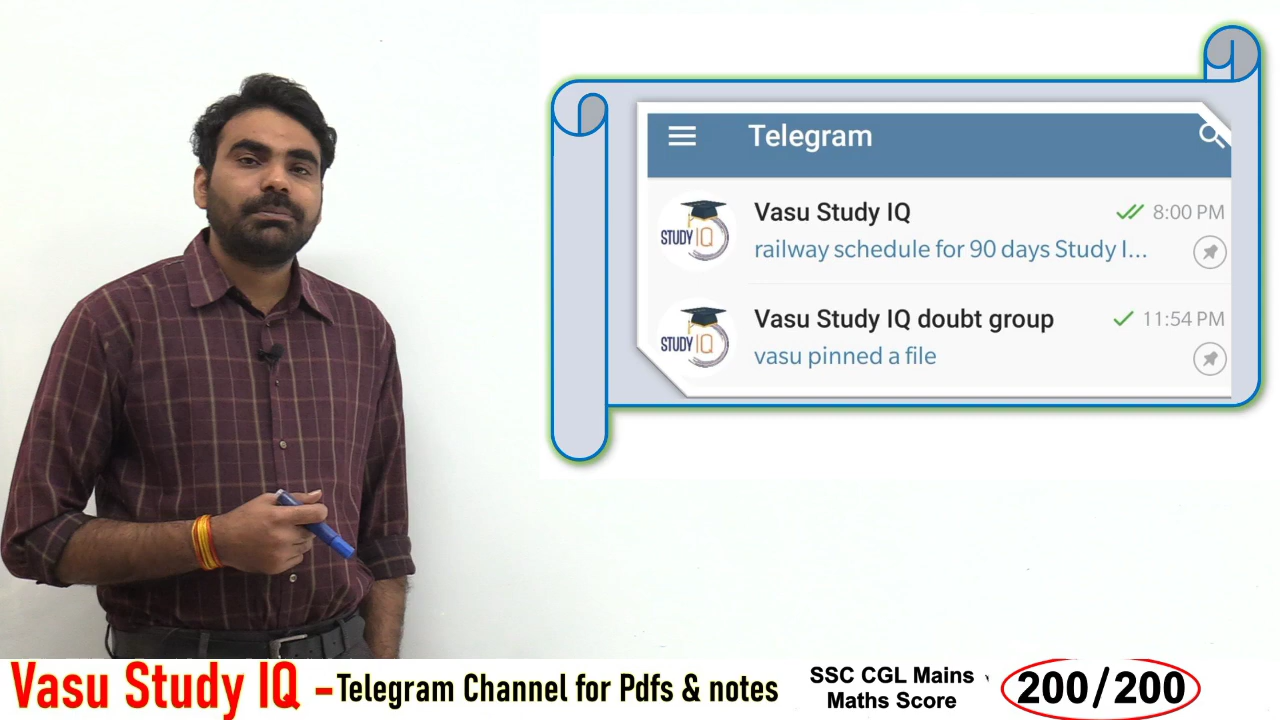 Telegram
Vasu Study IQ
8:00 PM
railway schedule for 90 days Study I...
STUDY IQ
Vasu Study IQ doubt group
11:54 PM
vasu pinned a file
STUDY IQ
Vasu Study IQ - Telegram Channel for Pdfs & notes
SSC CGL Mains
Maths Score
200/200